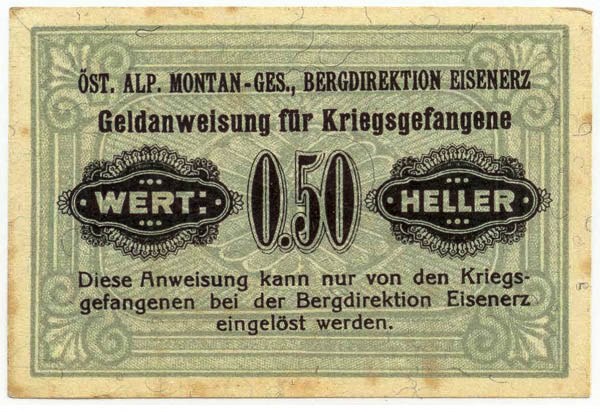 ÖST. ALP. MONTAN-GES., BERGDIREKTION EISENERZ
Geldanweisung für Kriegsgefangene
WERT: 0.50 HELLER
Diese Anweisung kann nur von den Kriegs-
gefangenen bei der Bergdirektion Eisenerz
eingelöst werden.